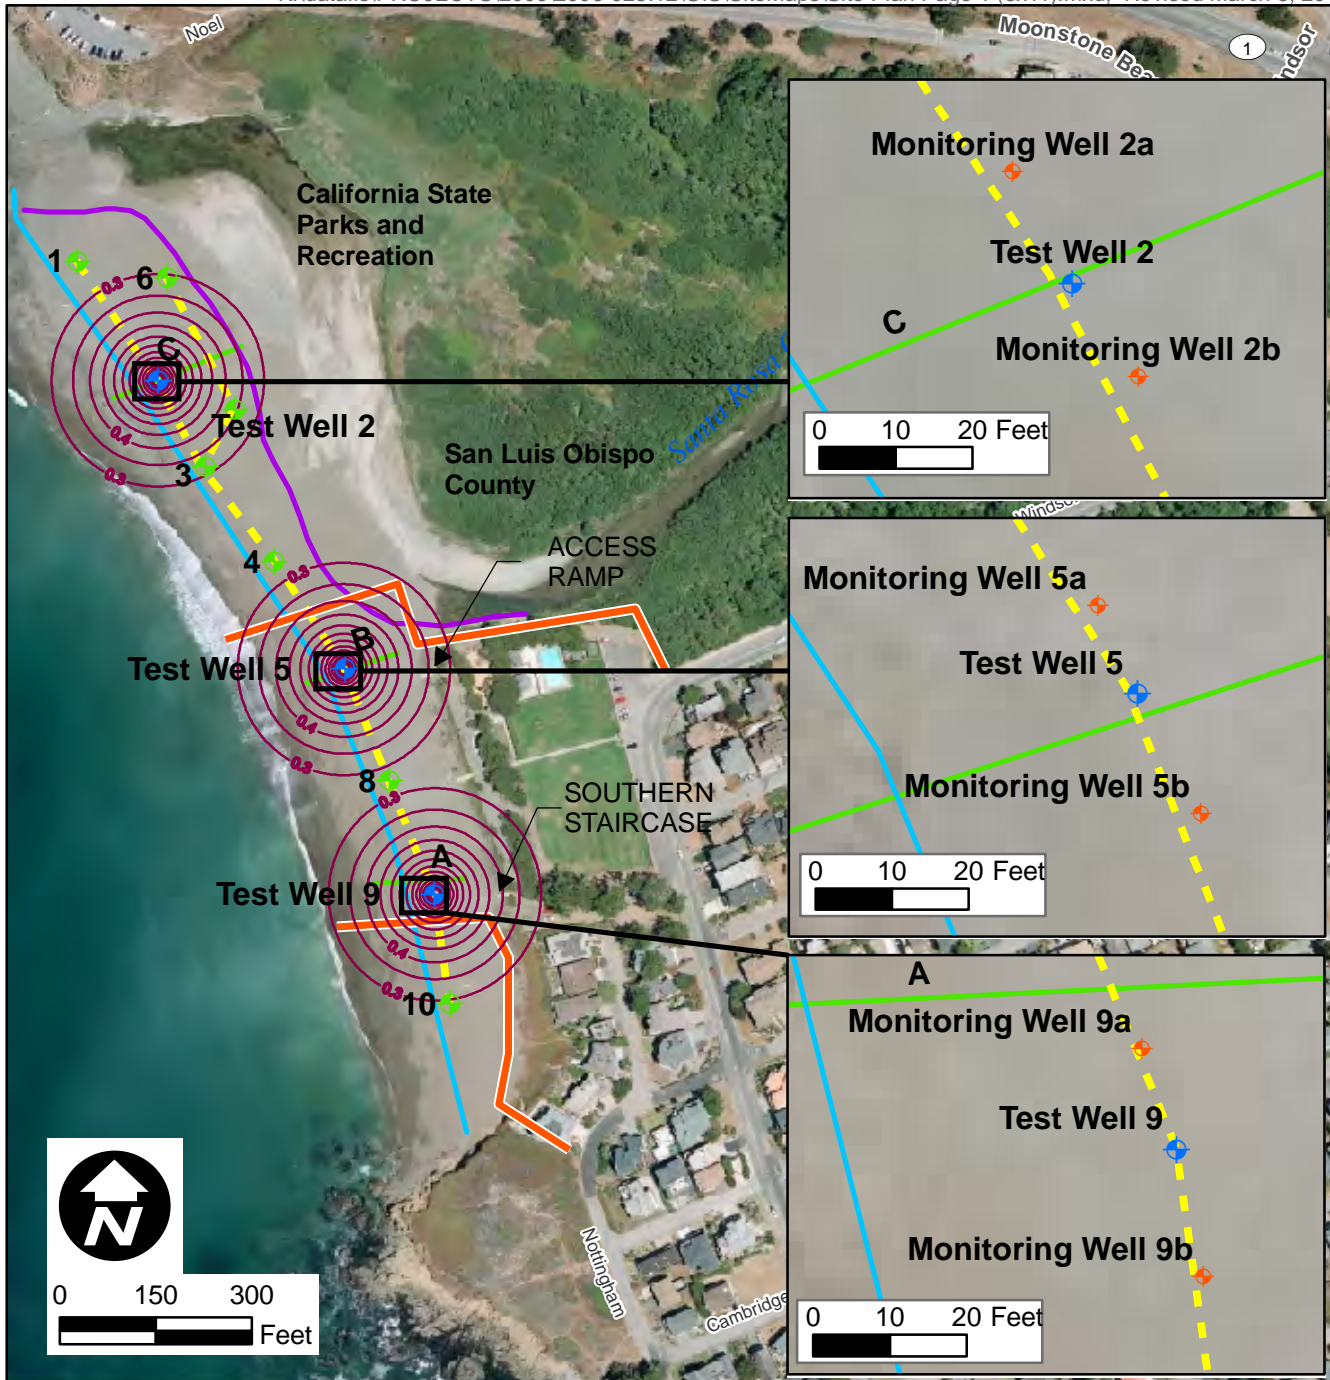 Noel
Moonstone Bea
1
ndsor
California State
Parks and
Recreation
1
6
0.3
C
0.4
0.3
Test Well 2
3
San Luis Obispo
County
Santa Rosa
4
0.3
ACCESS
RAMP
B
Test Well 5
0.4
0.3
8
0.3
SOUTHERN
STAIRCASE
A
Test Well 9
0.4
0.3
10
Nottingham
Cambridge
N
0 150 300
Feet
Monitoring Well 2a
Test Well 2
C
Monitoring Well 2b
0 10 20 Feet
Windsor
Monitoring Well 5a
Test Well 5
Monitoring Well 5b
0 10 20 Feet
A
Monitoring Well 9a
Test Well 9
Monitoring Well 9b
0 10 20 Feet